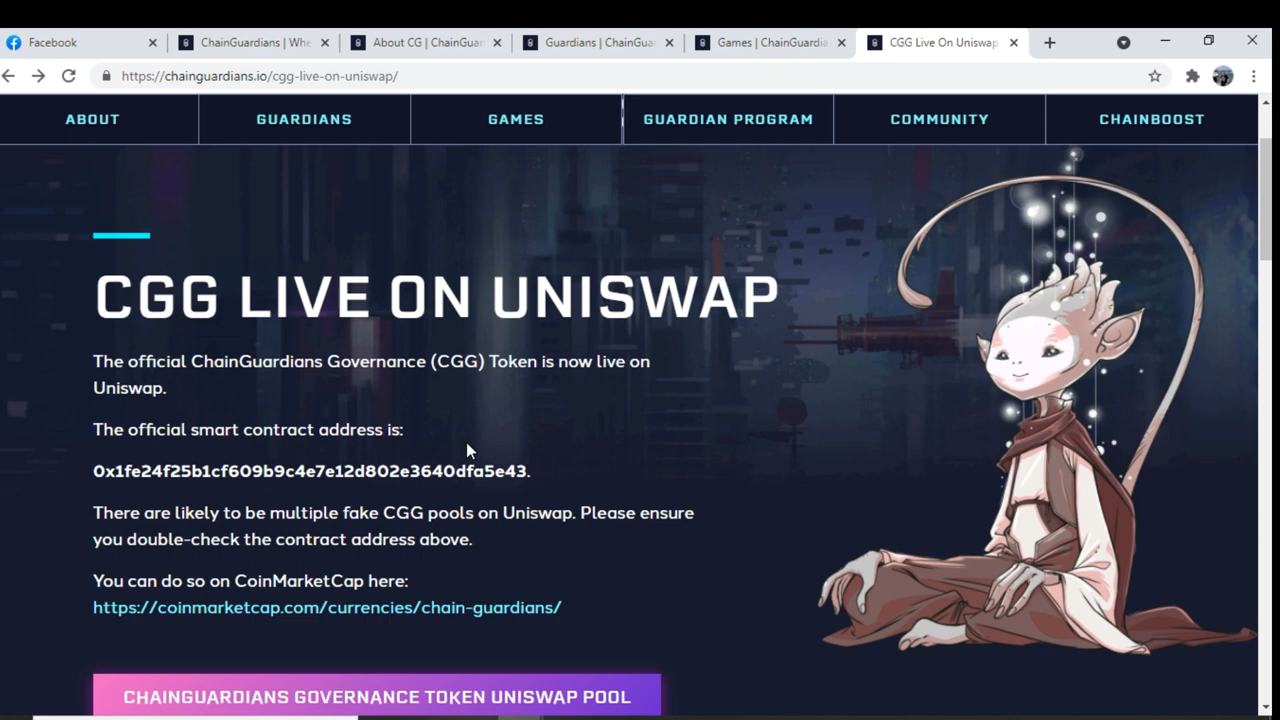 Facebook
ChainGuardians | Whe
About CG | ChainGuar
Guardians | ChainGua
Games | ChainGuardia
CGG Live On Uniswap
https://chainguardians.io/cgg-live-on-uniswap/
ABOUT
GUARDIANS
GAMES
GUARDIAN PROGRAM
COMMUNITY
CHAINBOOST
CGG LIVE ON UNISWAP
The official ChainGuardians Governance (CGG) Token is now live on
Uniswap.
The official smart contract address is:
0x1fe24f25b1cf609b9c4e7e12d802e3640dfa5e43.
There are likely to be multiple fake CGG pools on Uniswap. Please ensure
you double-check the contract address above.
You can do so on CoinMarketCap here:
https://coinmarketcap.com/currencies/chain-guardians/
CHAINGUARDIANS GOVERNANCE TOKEN UNISWAP POOL